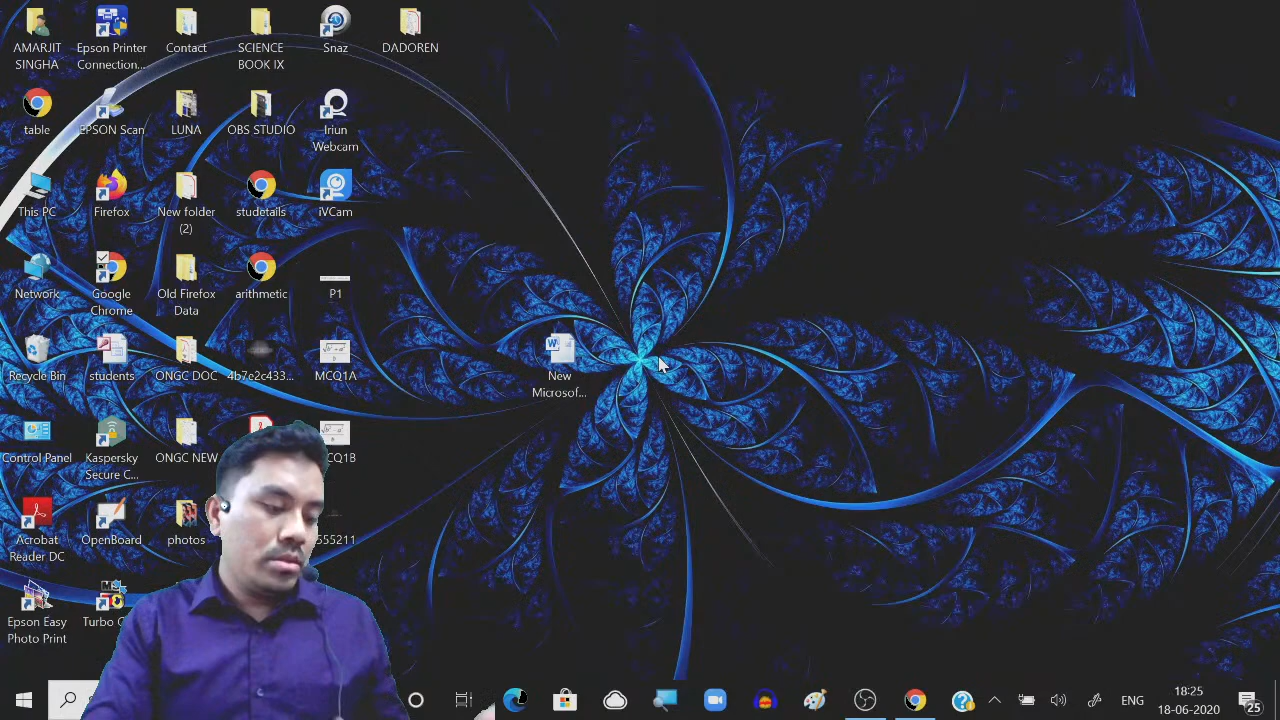 AMARJIT
SINGHA
Epson Printer
Connection...
Contact
SCIENCE
BOOK IX
Snaz
DADOREN
table
EPSON Scan
LUNA
OBS STUDIO
Iriun
Webcam
This PC
Firefox
New folder
(2)
studetails
iVCam
Network
Google
Chrome
Old Firefox
Data
arithmetic
P1
Recycle Bin
students
ONGC DOC
4b7e2c433...
MCQ1A
New
Microsof...
Control Panel
Kaspersky
Secure C...
ONGC NEW
CQ1B
Acrobat
Reader DC
OpenBoard
photos
555211
Epson Easy
Photo Print
Turbo C
ENG
18:25
18-06-2020
25